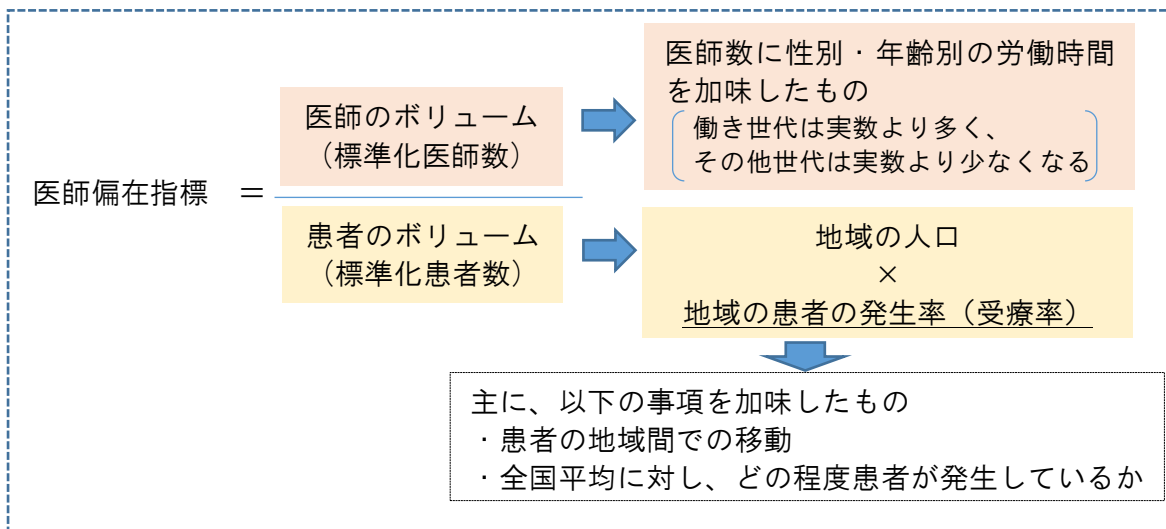 医師偏在指標 ＝
医師のボリューム
（標準化医師数）
患者のボリューム
（標準化患者数）
医師数に性別・年齢別の労働時間
を加味したもの
働き世代は実数より多く、
その他世代は実数より少なくなる
地域の人口
×
地域の患者の発生率（受療率）
主に、以下の事項を加味したもの
・患者の地域間での移動
・全国平均に対し、どの程度患者が発生しているか